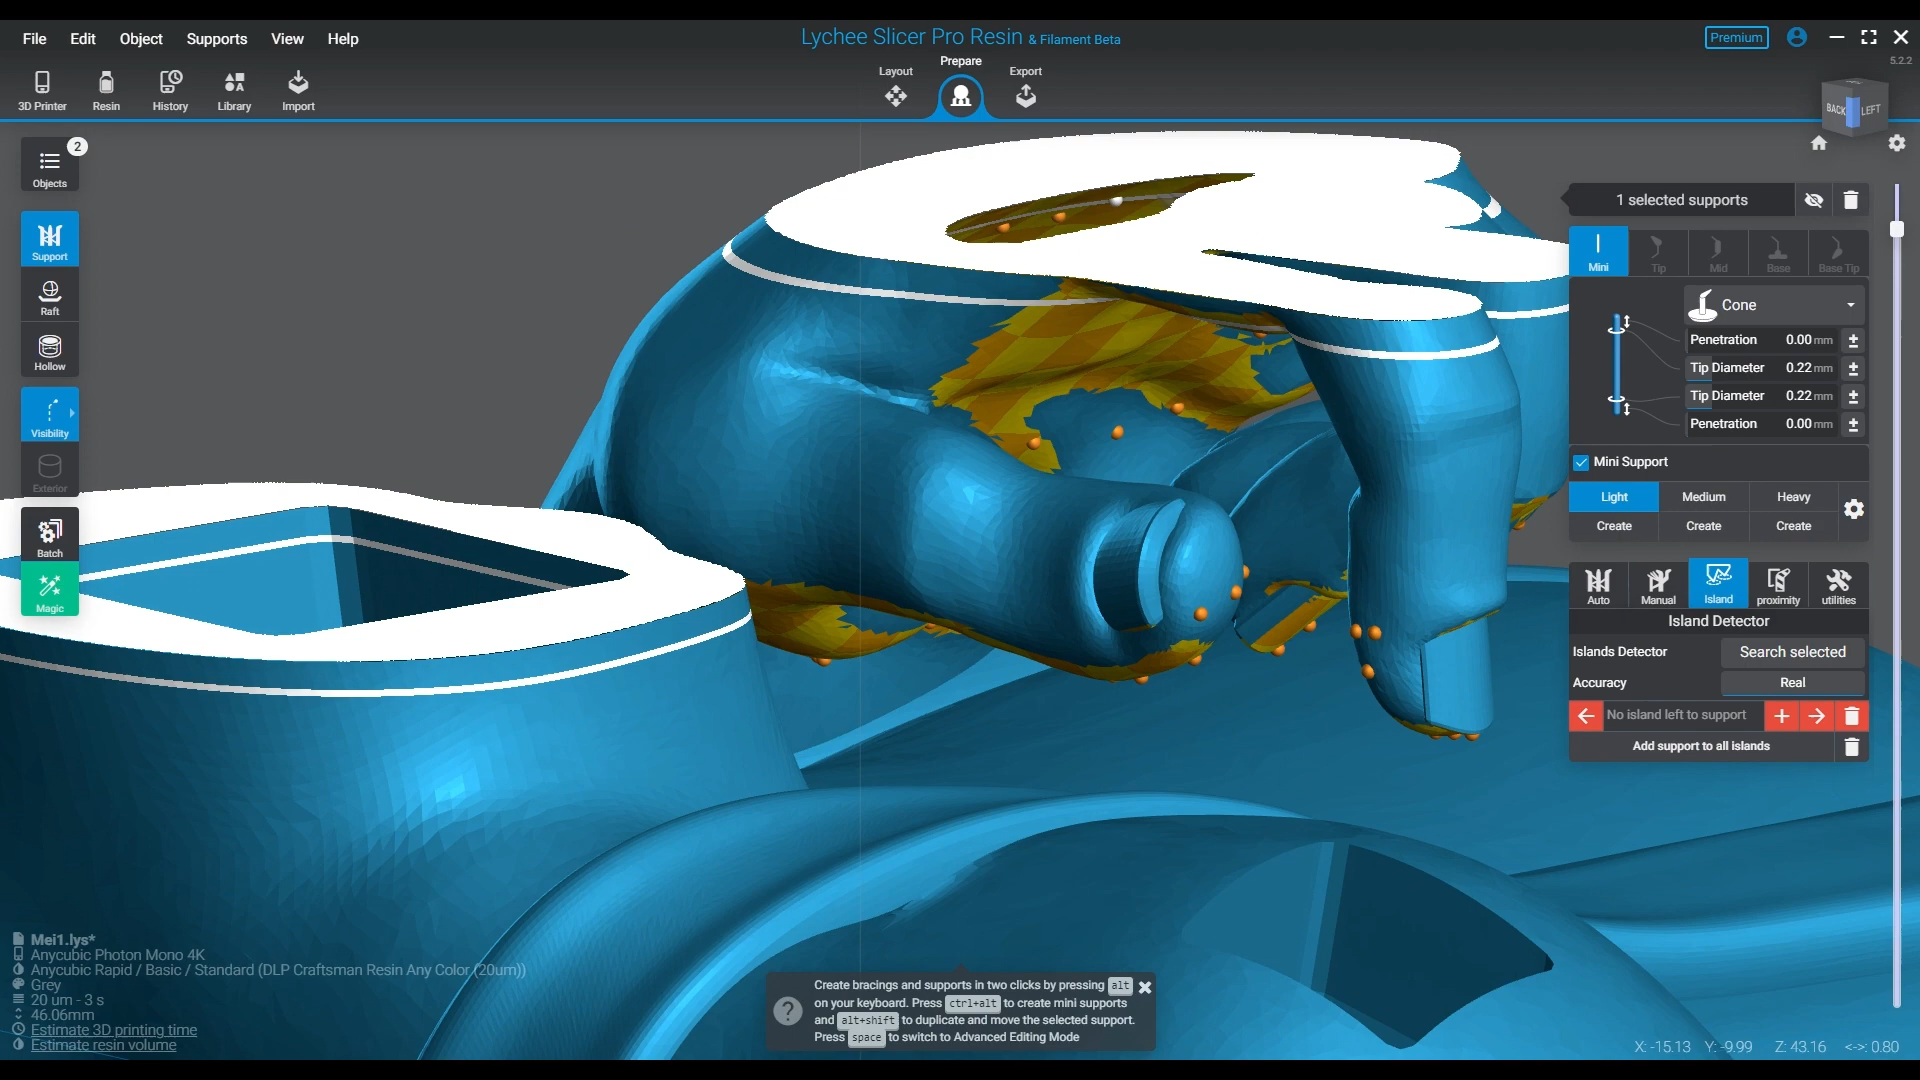 File Edit Object Supports View Help
Lychee Slicer Pro Resin & Filament Beta
Premium
5.2.2
3D Printer Resin History Library Import
Layout Prepare Export
BACK LEFT
2
Objects
Support
Raft
Hollow
Visibility
Exterior
Batch
Magic
1 selected supports
Mini Tip Mid Base Base Tip
Cone
Penetration 0.00 mm
Tip Diameter 0.22 mm
Tip Diameter 0.22 mm
Penetration 0.00 mm
Mini Support
Light Medium Heavy
Create Create Create
Auto Manual Island proximity utilities
Island Detector
Islands Detector Search selected
Accuracy Real
No island left to support
Add support to all islands
Mei1.lys*
Anycubic Photon Mono 4K
Anycubic Rapid / Basic / Standard (DLP Craftsman Resin Any Color (20um))
Grey
20 um - 3 s
46.06mm
Estimate 3D printing time
Estimate resin volume
? Create bracings and supports in two clicks by pressing alt
on your keyboard. Press ctrl+alt to create mini supports
and alt+shift to duplicate and move the selected support.
Press space to switch to Advanced Editing Mode
X: -15.13 Y: -9.99 Z: 43.16 <->: 0.80